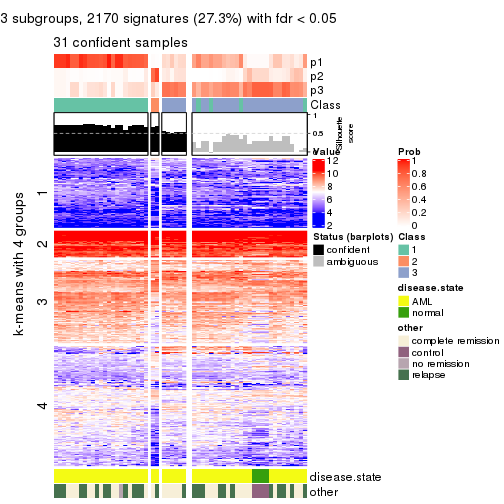 3 subgroups, 2170 signatures (27.3%) with fdr < 0.05
31 confident samples
p1
p2
p3
Class
1
0.5
0
Silhouette
score
k-means with 4 groups
1
2
3
4
Value
12
10
8
6
4
2
Prob
1
0.8
0.6
0.4
0.2
0
Status (barplots)
confident
ambiguous
Class
1
2
3
disease.state
AML
normal
other
complete remission
control
no remission
relapse
disease.state
other